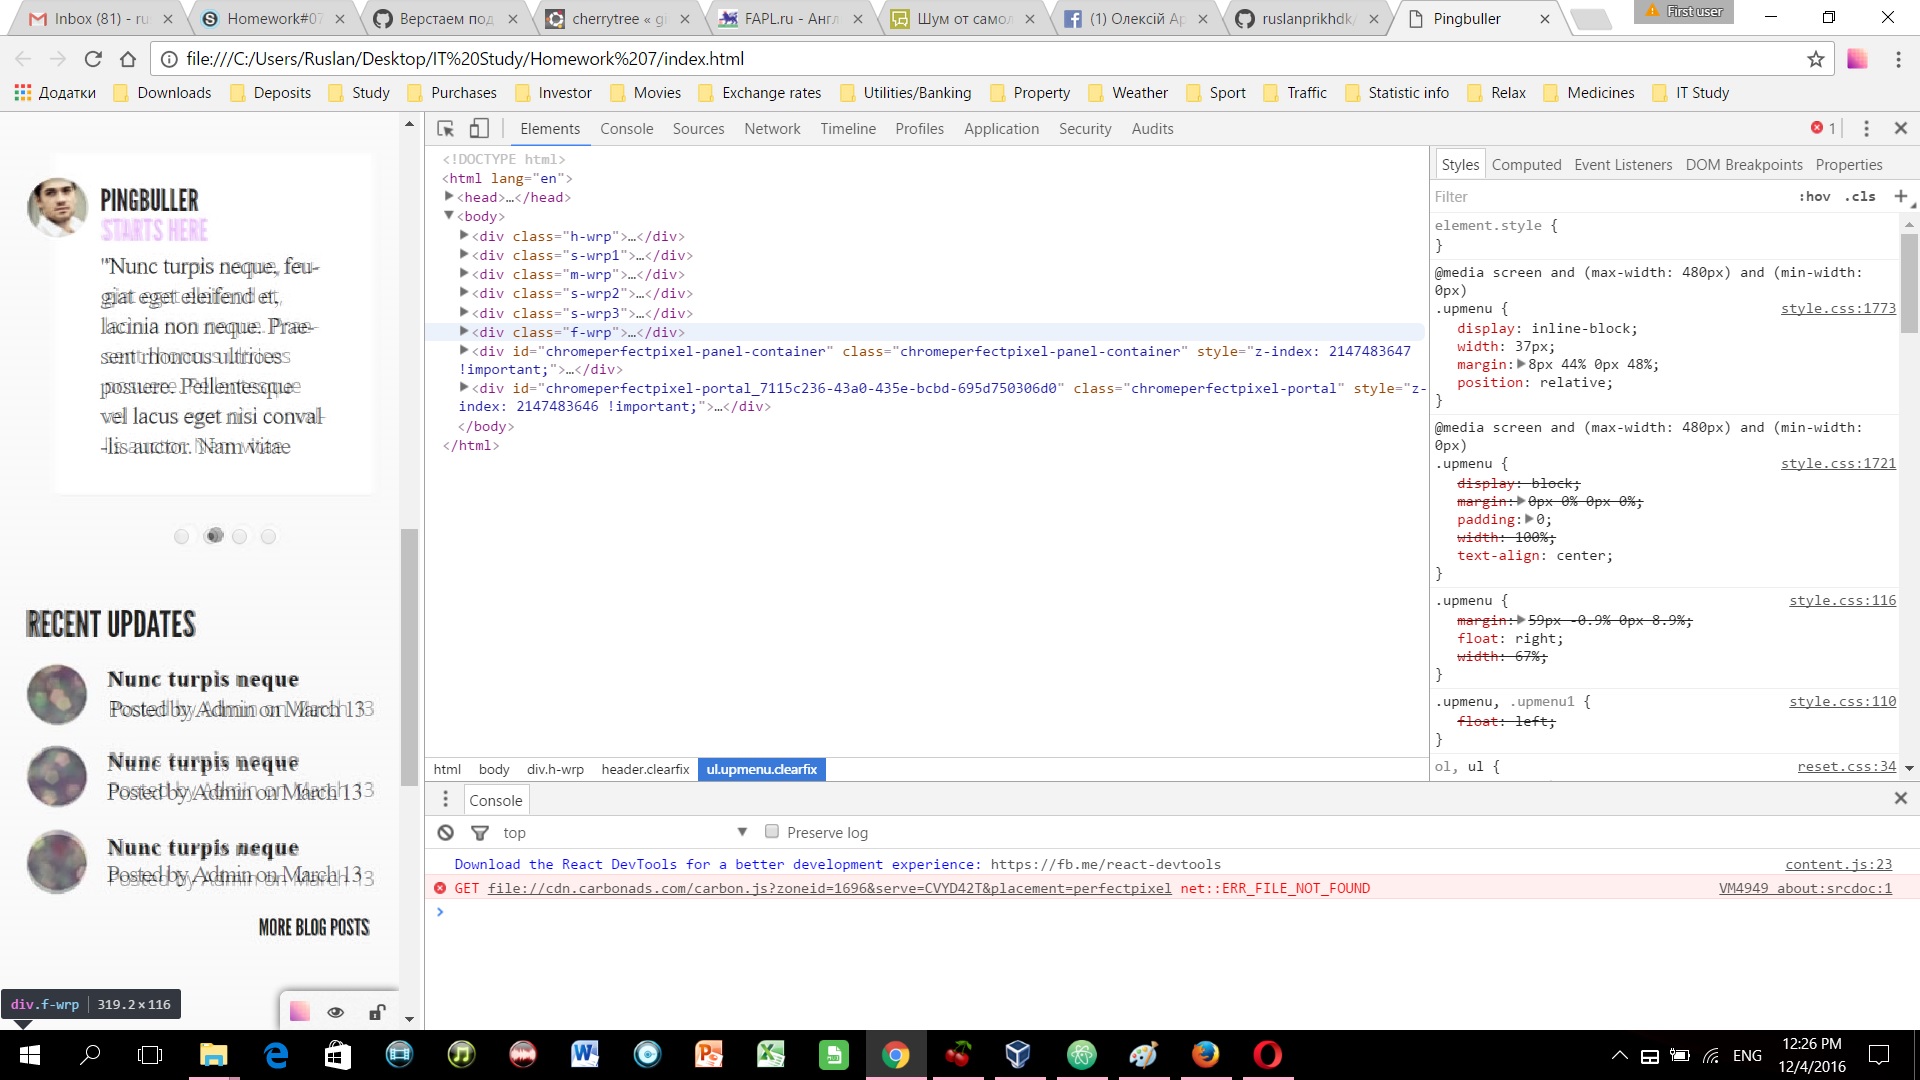 Inbox (81) - ru
Homework#07
Верстаем под
cherrytree « gi
FAPL.ru - Англ
Шум от самол
(1) Олексій Ар
ruslanprikhdk/
Pingbuller
First user
file:///C:/Users/Ruslan/Desktop/IT%20Study/Homework%207/index.html
Додатки
Downloads
Deposits
Study
Purchases
Investor
Movies
Exchange rates
Utilities/Banking
Property
Weather
Sport
Traffic
Statistic info
Relax
Medicines
IT Study
PINGBULLER
STARTS HERE
"Nunc turpis neque, feu-
giat eget eleifend et,
lacinia non neque. Prae-
sent rhoncus ultrices
posuere. Pellentesque
vel lacus eget nisi conval-
-lis auctor. Nam vitae
RECENT UPDATES
Nunc turpis neque
Posted by Admin on March 13
Nunc turpis neque
Posted by Admin on March 13
Nunc turpis neque
Posted by Admin on March 13
MORE BLOG POSTS
div.f-wrp | 319.2×116
Elements Console Sources Network Timeline Profiles Application Security Audits
1
<!DOCTYPE html>
<html lang="en">
<head>…</head>
<body>
<div class="h-wrp">…</div>
<div class="s-wrp1">…</div>
<div class="m-wrp">…</div>
<div class="s-wrp2">…</div>
<div class="s-wrp3">…</div>
<div class="f-wrp">…</div>
<div id="chromeperfectpixel-panel-container" class="chromeperfectpixel-panel-container" style="z-index: 2147483647
!important;">…</div>
<div id="chromeperfectpixel-portal_7115c236-43a0-435e-bcbd-695d750306d0" class="chromeperfectpixel-portal" style="z-
index: 2147483646 !important;">…</div>
</body>
</html>
html body div.h-wrp header.clearfix ul.upmenu.clearfix
Styles Computed Event Listeners DOM Breakpoints Properties
Filter :hov .cls +
element.style {
}
@media screen and (max-width: 480px) and (min-width:
0px)
.upmenu { style.css:1773
display: inline-block;
width: 37px;
margin: 8px 44% 0px 48%;
position: relative;
}
@media screen and (max-width: 480px) and (min-width:
0px)
.upmenu { style.css:1721
display: block;
margin: 0px 0% 0px 0%;
padding: 0;
width: 100%;
text-align: center;
}
.upmenu { style.css:116
margin: 59px -0.9% 0px 8.9%;
float: right;
width: 67%;
}
.upmenu, .upmenu1 { style.css:110
float: left;
}
ol, ul { reset.css:34
Console
top
Preserve log
Download the React DevTools for a better development experience: https://fb.me/react-devtools content.js:23
GET file://cdn.carbonads.com/carbon.js?zoneid=1696&serve=CVYD42T&placement=perfectpixel net::ERR_FILE_NOT_FOUND VM4949 about:srcdoc:1
ENG
12:26 PM
12/4/2016